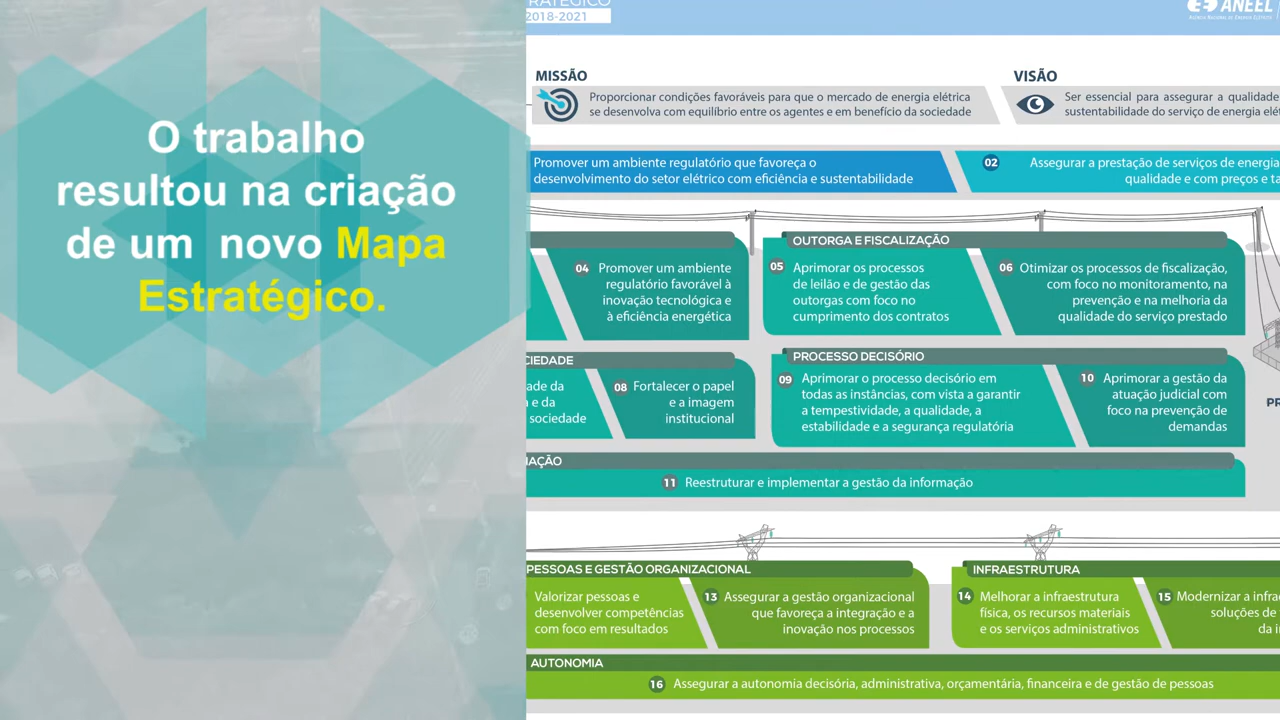 O trabalho
resultou na criação
de um novo Mapa
Estratégico.
2018-2021
ANEEL
AGÊNCIA NACIONAL DE ENERGIA ELÉTRICA
MISSÃO
Proporcionar condições favoráveis para que o mercado de energia elétrica
se desenvolva com equilíbrio entre os agentes e em benefício da sociedade
VISÃO
Ser essencial para assegurar a qualidade
sustentabilidade do serviço de energia
Promover um ambiente regulatório que favoreça o
desenvolvimento do setor elétrico com eficiência e sustentabilidade
02 Assegurar a prestação de serviços de energia
qualidade e com preços e
04 Promover um ambiente
regulatório favorável à
inovação tecnológica e
à eficiência energética
OUTORGA E FISCALIZAÇÃO
05 Aprimorar os processos
de leilão e de gestão das
outorgas com foco no
cumprimento dos contratos
06 Otimizar os processos de fiscalização,
com foco no monitoramento, na
prevenção e na melhoria da
qualidade do serviço prestado
CIEDADE
ade da
e da
sociedade
08 Fortalecer o papel
e a imagem
institucional
PROCESSO DECISÓRIO
09 Aprimorar o processo decisório em
todas as instâncias, com vista a garantir
a tempestividade, a qualidade, a
estabilidade e a segurança regulatória
10 Aprimorar a gestão da
atuação judicial com
foco na prevenção de
demandas
PR
MAÇÃO
11 Reestruturar e implementar a gestão da informação
PESSOAS E GESTÃO ORGANIZACIONAL
Valorizar pessoas e
desenvolver competências
com foco em resultados
13 Assegurar a gestão organizacional
que favoreça a integração e a
inovação nos processos
INFRAESTRUTURA
14 Melhorar a infraestrutura
física, os recursos materiais
e os serviços administrativos
15 Modernizar a infrae
soluções de
da i
AUTONOMIA
16 Assegurar a autonomia decisória, administrativa, orçamentária, financeira e de gestão de pessoas